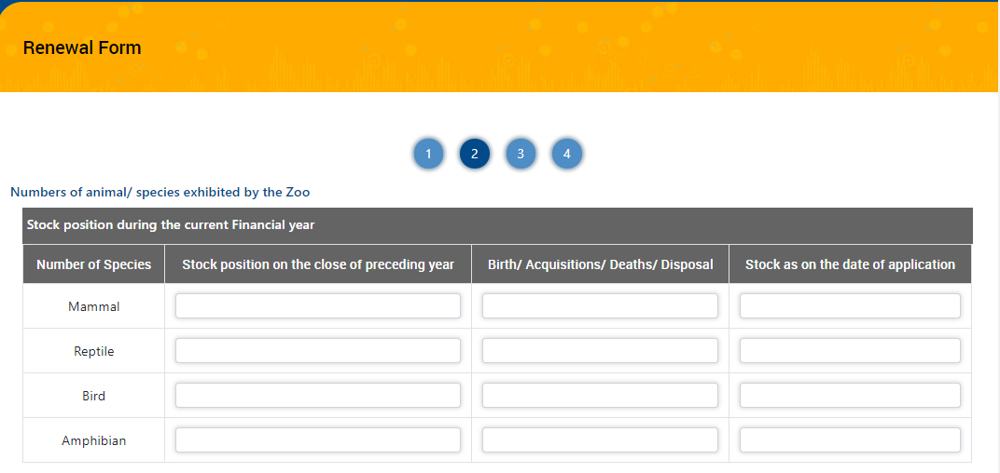 Renewal Form
1 2 3 4
Numbers of animal/ species exhibited by the Zoo
Stock position during the current Financial year
Number of Species Stock position on the close of preceding year Birth/ Acquisitions/ Deaths/ Disposal Stock as on the date of application
Mammal
Reptile
Bird
Amphibian